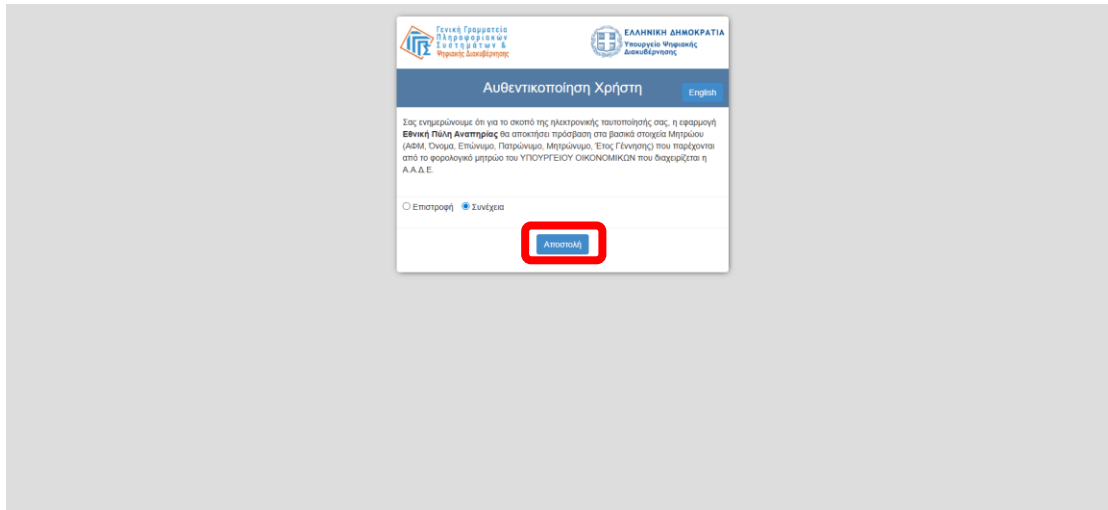 Γενική Γραμματεία
Πληροφοριακών
Συστημάτων &
Ψηφιακής Διακυβέρνησης
ΕΛΛΗΝΙΚΗ ΔΗΜΟΚΡΑΤΙΑ
Υπουργείο Ψηφιακής
Διακυβέρνησης
Αυθεντικοποίηση Χρήστη
English
Σας ενημερώνουμε ότι για το σκοπό της ηλεκτρονικής ταυτοποίησής σας, η εφαρμογή
Εθνική Πύλη Αναπηρίας θα αποκτήσει πρόσβαση στα βασικά στοιχεία Μητρώου
(ΑΦΜ, Όνομα, Επώνυμο, Πατρώνυμο, Μητρώνυμο, Έτος Γέννησης) που παρέχονται
από το φορολογικό μητρώο του ΥΠΟΥΡΓΕΙΟΥ ΟΙΚΟΝΟΜΙΚΩΝ που διαχειρίζεται η
Α.Α.Δ.Ε.
Επιστροφή Συνέχεια
Αποστολή